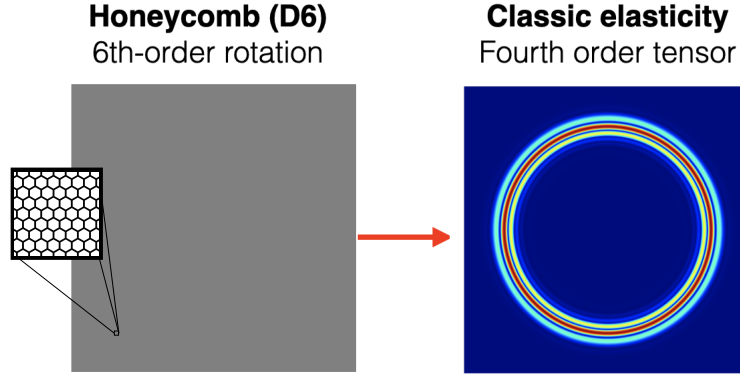 Honeycomb (D6)
6th-order rotation
Classic elasticity
Fourth order tensor